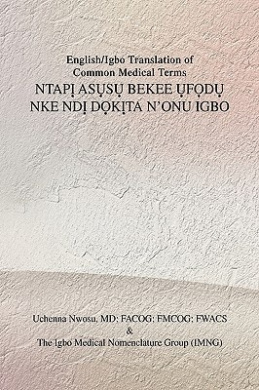 English/Igbo Translation of
Common Medical Terms
NTAPỊ ASỤSỤ BEKEE ỤFỌDỤ
NKE NDỊ DỌKỊTA N'ONU IGBO
Uchenna Nwosu, MD; FACOG; FMCOG; FWACS
&
The Igbo Medical Nomenclature Group (IMNG)